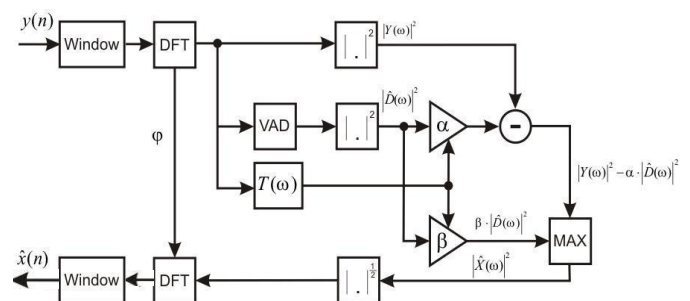 y(n)
Window
DFT
| . |²
|Y(ω)|²
VAD
| . |²
|D̂(ω)|²
α
-
φ
T(ω)
|Y(ω)|² − α·|D̂(ω)|²
β
β·|D̂(ω)|²
MAX
x̂(n)
Window
DFT
| . |^½
|X̂(ω)|²